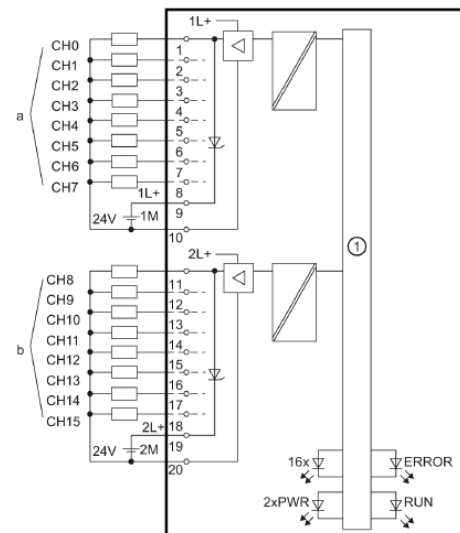 1L+
CH0
1
CH1
2
CH2
3
CH3
4
a
CH4
5
CH5
6
CH6
7
CH7
8
1L+
9
24V
1M
10
1
2L+
CH8
11
CH9
12
CH10
13
CH11
14
b
CH12
15
CH13
16
CH14
17
CH15
18
2L+
19
24V
2M
20
16x
ERROR
2xPWR
RUN